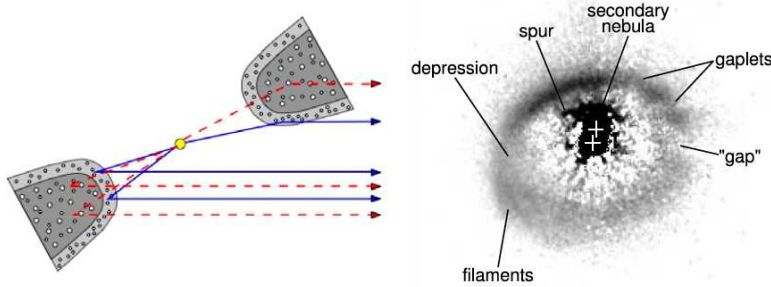 secondary
nebula
spur
gaplets
depression
"gap"
filaments